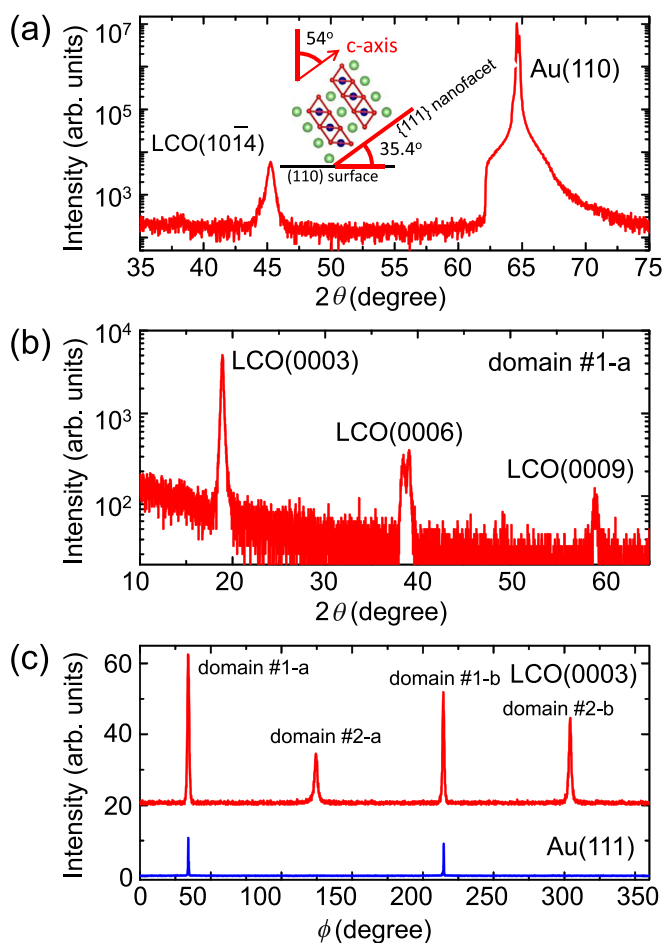 (a)
10⁷
10⁵
10³
Intensity (arb. units)
54°
c-axis
{111} nanofacet
35.4°
(110) surface
LCO(101̄4)
Au(110)
35 40 45 50 55 60 65 70 75
2θ (degree)
(b)
10⁴
10³
10²
Intensity (arb. units)
LCO(0003)
domain #1-a
LCO(0006)
LCO(0009)
10 20 30 40 50 60
2θ (degree)
(c)
60
40
20
0
Intensity (arb. units)
domain #1-a
domain #1-b
LCO(0003)
domain #2-a
domain #2-b
Au(111)
0 50 100 150 200 250 300 350
ϕ (degree)